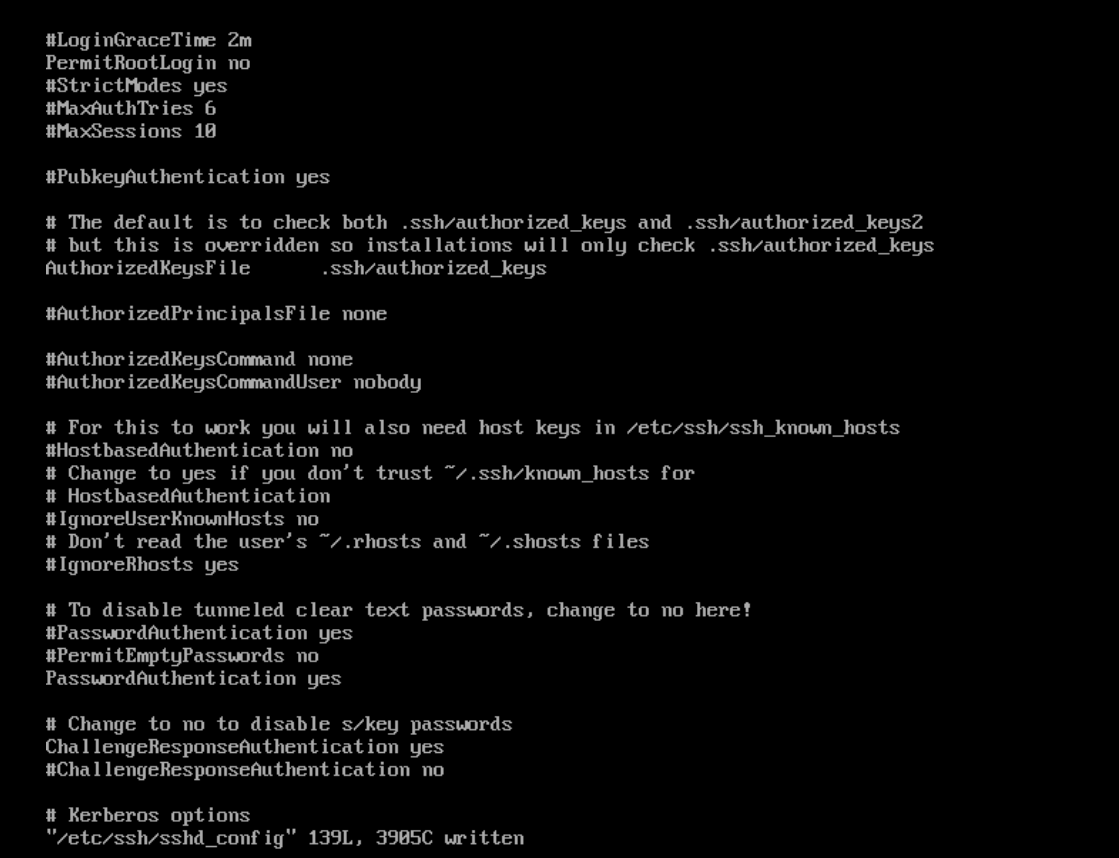 #LoginGraceTime 2m
PermitRootLogin no
#StrictModes yes
#MaxAuthTries 6
#MaxSessions 10
#PubkeyAuthentication yes
# The default is to check both .ssh/authorized_keys and .ssh/authorized_keys2
# but this is overridden so installations will only check .ssh/authorized_keys
AuthorizedKeysFile      .ssh/authorized_keys
#AuthorizedPrincipalsFile none
#AuthorizedKeysCommand none
#AuthorizedKeysCommandUser nobody
# For this to work you will also need host keys in /etc/ssh/ssh_known_hosts
#HostbasedAuthentication no
# Change to yes if you don't trust ~/.ssh/known_hosts for
# HostbasedAuthentication
#IgnoreUserKnownHosts no
# Don't read the user's ~/.rhosts and ~/.shosts files
#IgnoreRhosts yes
# To disable tunneled clear text passwords, change to no here!
#PasswordAuthentication yes
#PermitEmptyPasswords no
PasswordAuthentication yes
# Change to no to disable s/key passwords
ChallengeResponseAuthentication yes
#ChallengeResponseAuthentication no
# Kerberos options
"/etc/ssh/sshd_config" 139L, 3905C written